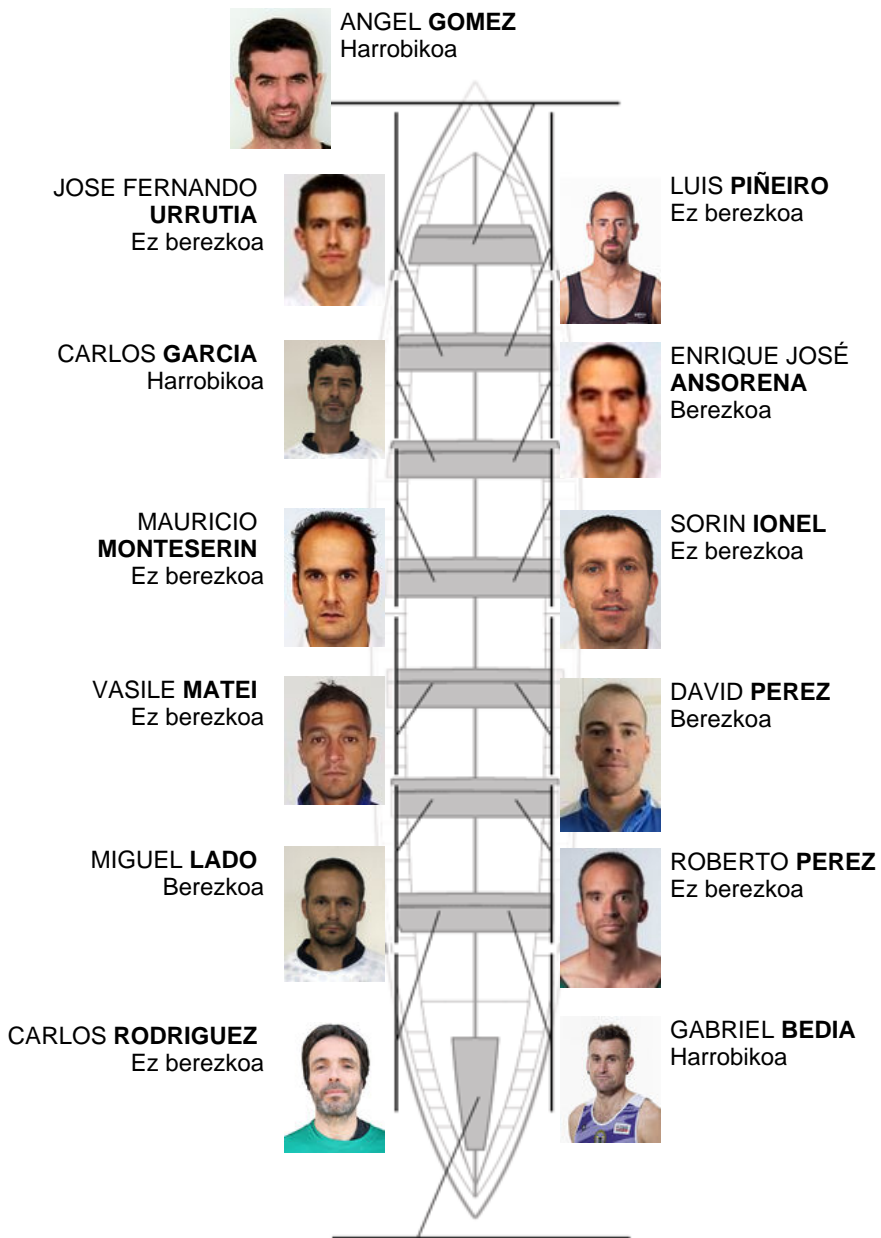 ANGEL GOMEZ
Harrobikoa
JOSE FERNANDO
URRUTIA
Ez berezkoa
LUIS PIÑEIRO
Ez berezkoa
CARLOS GARCIA
Harrobikoa
ENRIQUE JOSÉ
ANSORENA
Berezkoa
MAURICIO
MONTESERIN
Ez berezkoa
SORIN IONEL
Ez berezkoa
VASILE MATEI
Ez berezkoa
DAVID PEREZ
Berezkoa
MIGUEL LADO
Berezkoa
ROBERTO PEREZ
Ez berezkoa
CARLOS RODRIGUEZ
Ez berezkoa
GABRIEL BEDIA
Harrobikoa